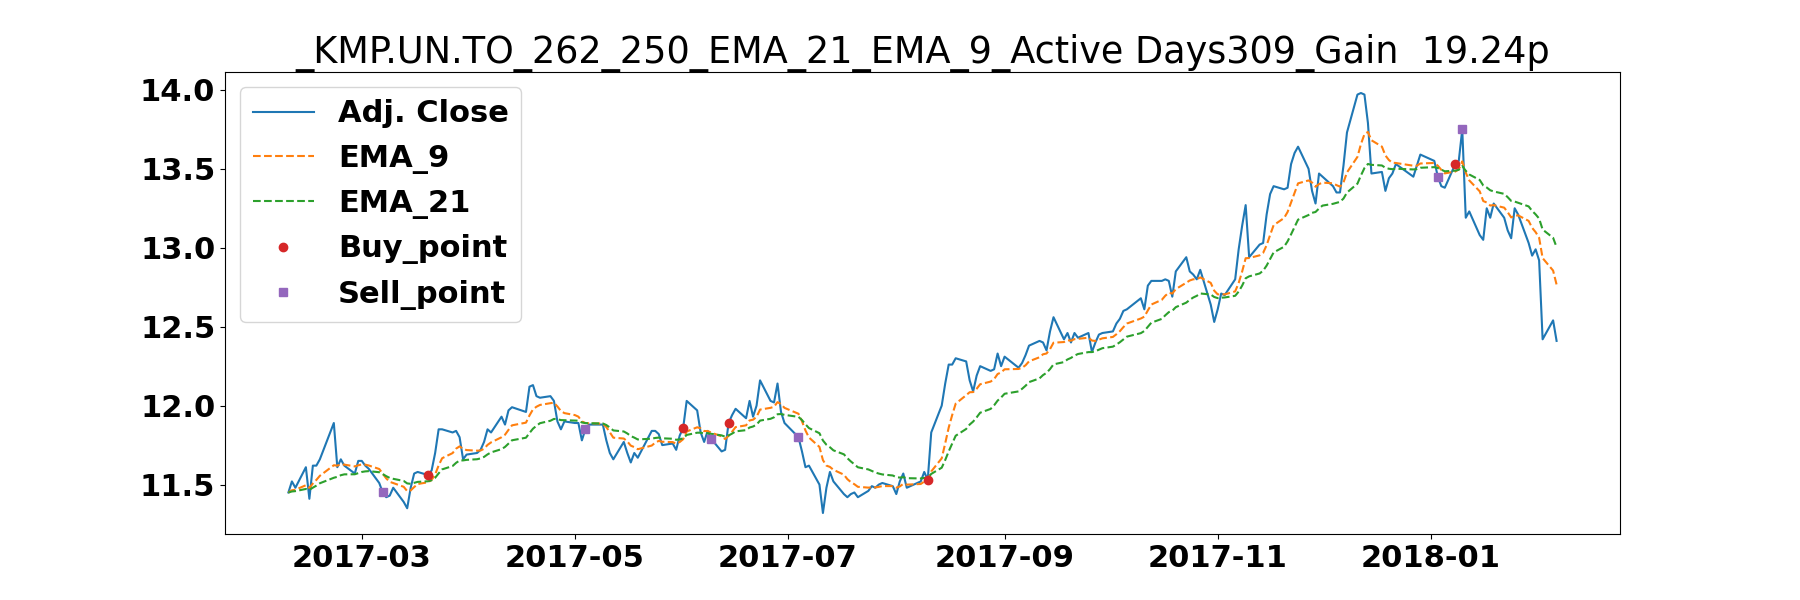 _KMP.UN.TO_262_250_EMA_21_EMA_9_Active Days309_Gain  19.24p
14.0
13.5
13.0
12.5
12.0
11.5
Adj. Close
EMA_9
EMA_21
Buy_point
Sell_point
2017-03 2017-05 2017-07 2017-09 2017-11 2018-01